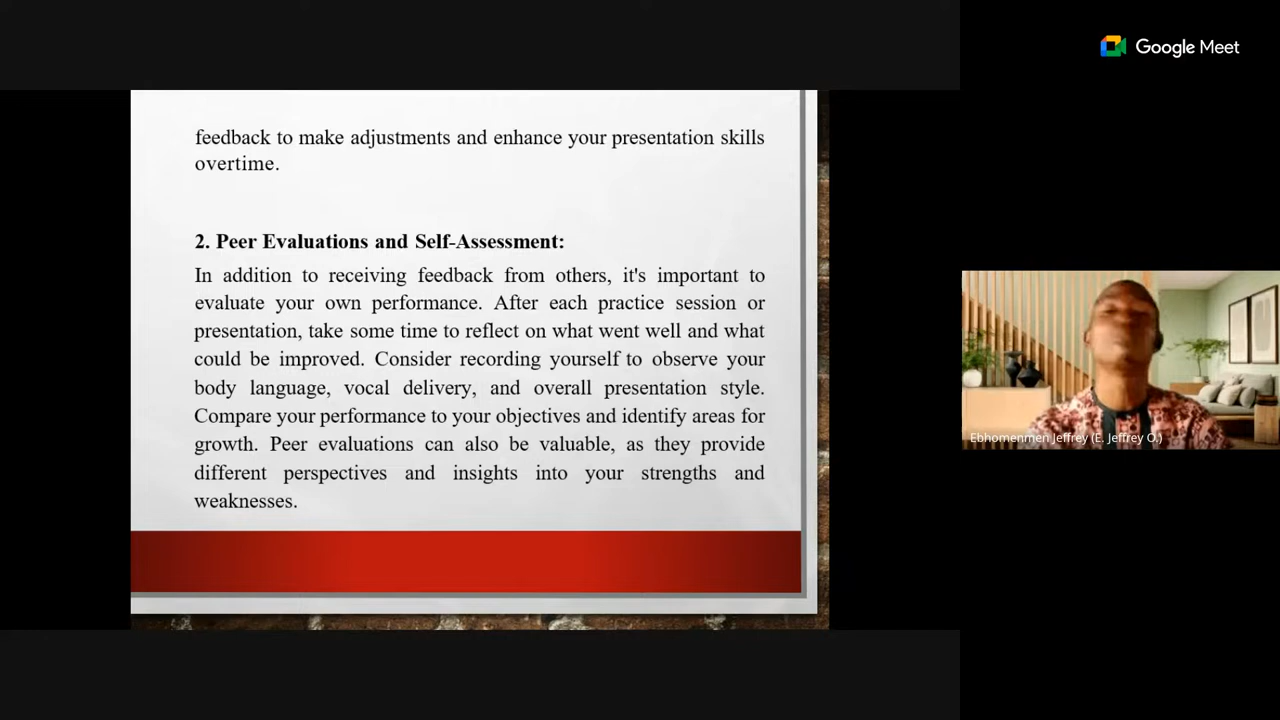 Google Meet
feedback to make adjustments and enhance your presentation skills
overtime.
2. Peer Evaluations and Self-Assessment:
In addition to receiving feedback from others, it's important to
evaluate your own performance. After each practice session or
presentation, take some time to reflect on what went well and what
could be improved. Consider recording yourself to observe your
body language, vocal delivery, and overall presentation style.
Compare your performance to your objectives and identify areas for
growth. Peer evaluations can also be valuable, as they provide
different perspectives and insights into your strengths and
weaknesses.
Ebhomenmen Jeffrey (E. Jeffrey O.)